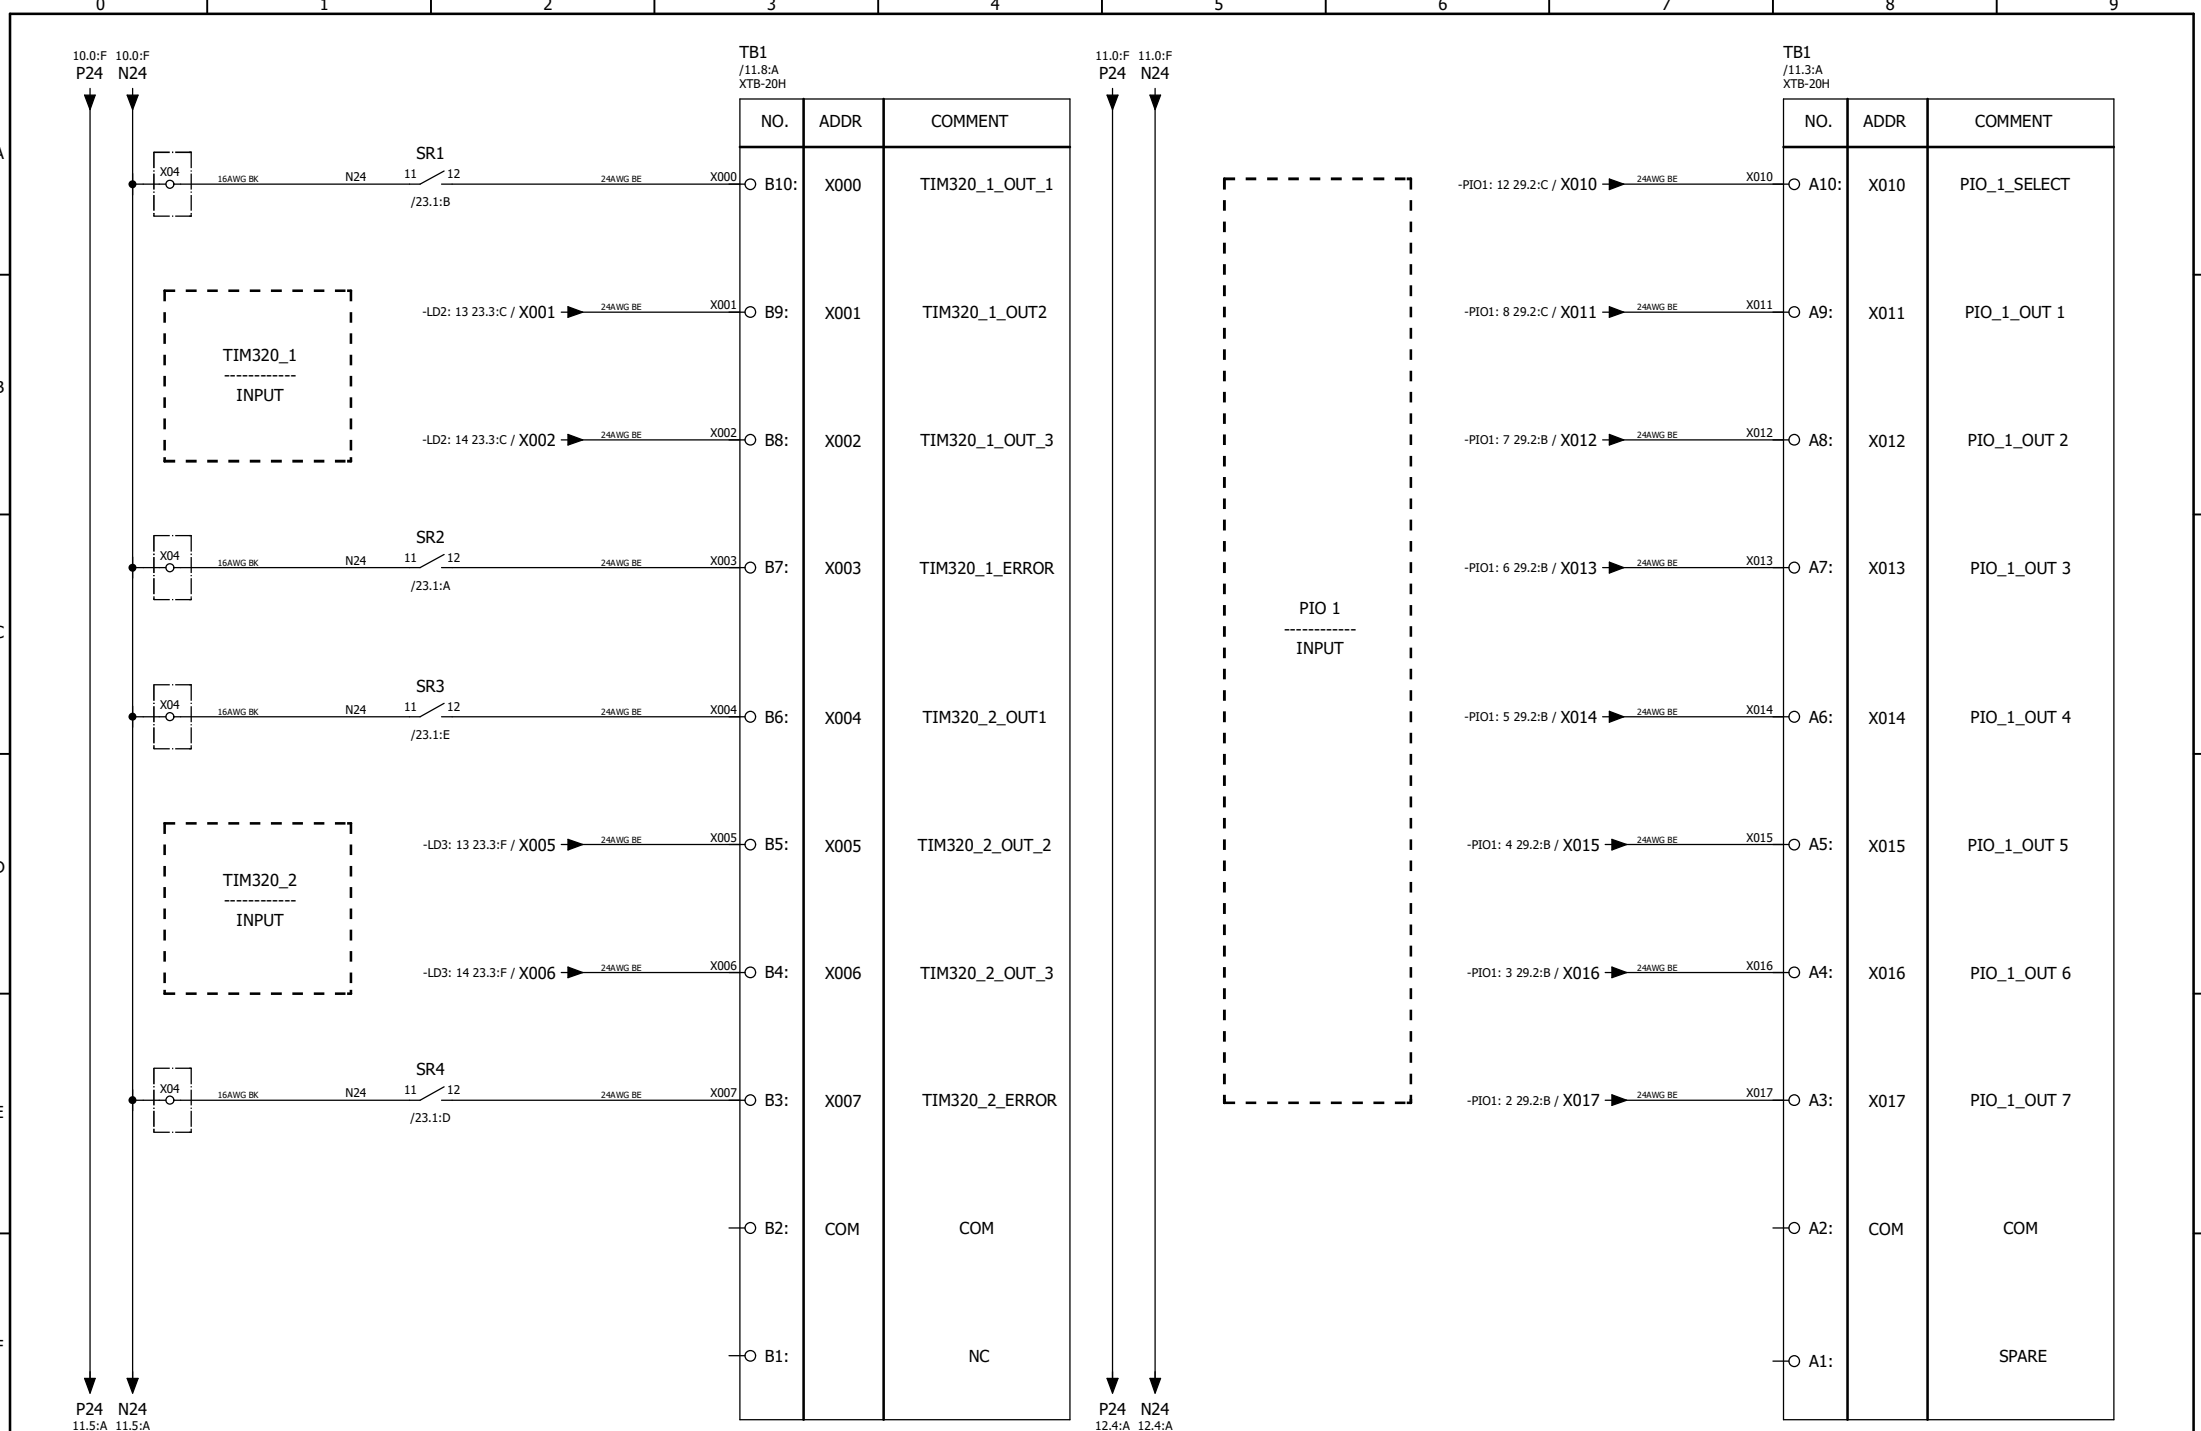 0 1 2 3 4 5 6 7 8 9
10.0:F 10.0:F
P24 N24
TB1
/11.8:A
XTB-20H
NO. ADDR COMMENT
A
X04 16AWG BK N24 SR1 11 12 /23.1:B 24AWG BE X000 B10: X000 TIM320_1_OUT_1
TIM320_1
------------
INPUT
-LD2: 13 23.3:C / X001 24AWG BE X001 B9: X001 TIM320_1_OUT2
B
-LD2: 14 23.3:C / X002 24AWG BE X002 B8: X002 TIM320_1_OUT_3
X04 16AWG BK N24 SR2 11 12 /23.1:A 24AWG BE X003 B7: X003 TIM320_1_ERROR
C
X04 16AWG BK N24 SR3 11 12 /23.1:E 24AWG BE X004 B6: X004 TIM320_2_OUT1
TIM320_2
------------
INPUT
-LD3: 13 23.3:F / X005 24AWG BE X005 B5: X005 TIM320_2_OUT_2
D
-LD3: 14 23.3:F / X006 24AWG BE X006 B4: X006 TIM320_2_OUT_3
X04 16AWG BK N24 SR4 11 12 /23.1:D 24AWG BE X007 B3: X007 TIM320_2_ERROR
E
B2: COM COM
F
B1: NC
P24 N24
11.5:A 11.5:A
11.0:F 11.0:F
P24 N24
TB1
/11.3:A
XTB-20H
NO. ADDR COMMENT
-PIO1: 12 29.2:C / X010 24AWG BE X010 A10: X010 PIO_1_SELECT
-PIO1: 8 29.2:C / X011 24AWG BE X011 A9: X011 PIO_1_OUT 1
-PIO1: 7 29.2:B / X012 24AWG BE X012 A8: X012 PIO_1_OUT 2
-PIO1: 6 29.2:B / X013 24AWG BE X013 A7: X013 PIO_1_OUT 3
PIO 1
------------
INPUT
-PIO1: 5 29.2:B / X014 24AWG BE X014 A6: X014 PIO_1_OUT 4
-PIO1: 4 29.2:B / X015 24AWG BE X015 A5: X015 PIO_1_OUT 5
-PIO1: 3 29.2:B / X016 24AWG BE X016 A4: X016 PIO_1_OUT 6
-PIO1: 2 29.2:B / X017 24AWG BE X017 A3: X017 PIO_1_OUT 7
A2: COM COM
A1: SPARE
P24 N24
12.4:A 12.4:A